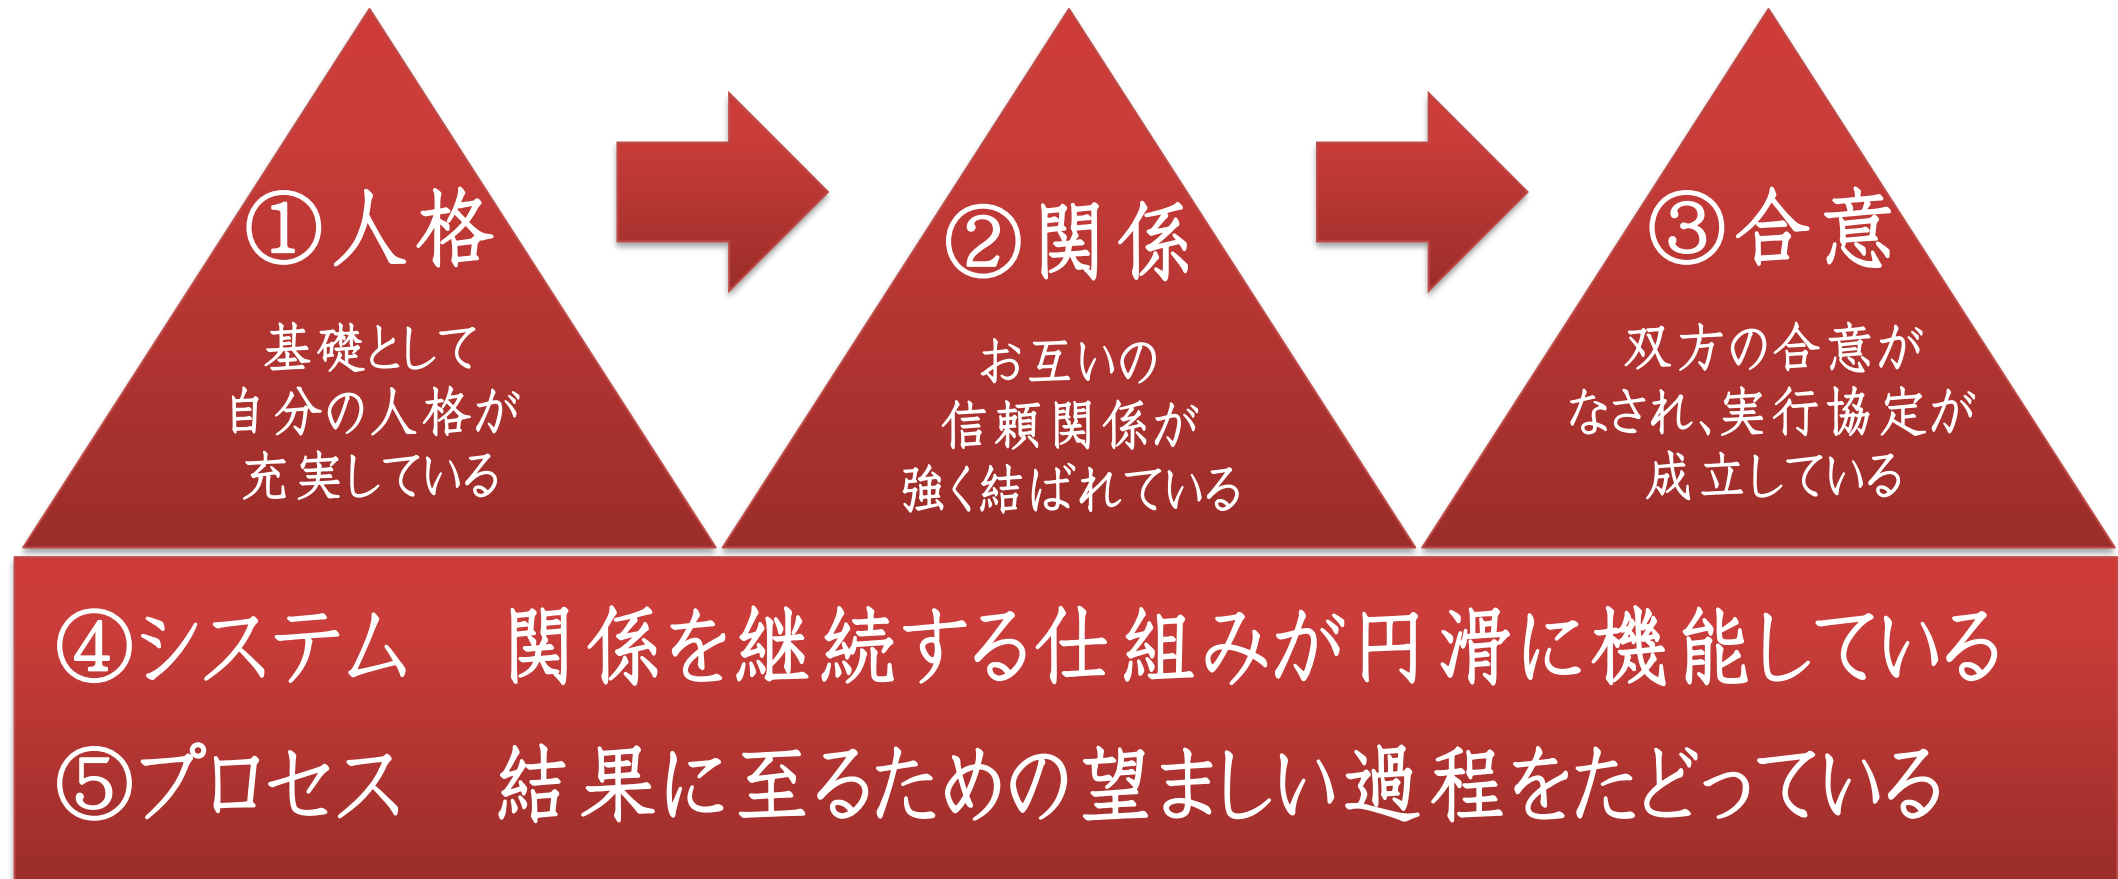 ①人格
基礎として
自分の人格が
充実している
②関係
お互いの
信頼関係が
強く結ばれている
③合意
双方の合意が
なされ、実行協定が
成立している
④システム　関係を継続する仕組みが円滑に機能している
⑤プロセス　結果に至るための望ましい過程をたどっている